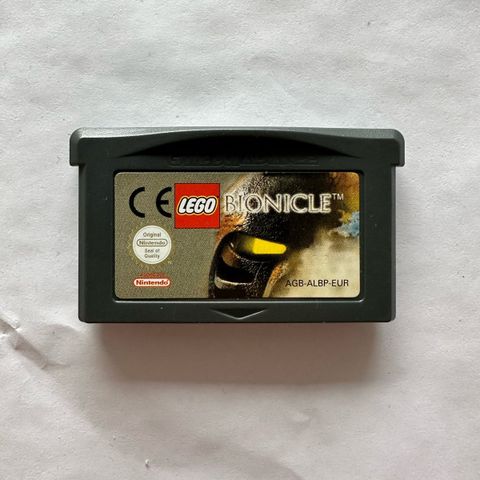 CE
LEGO
BIONICLE™
Original
Nintendo
Seal of
Quality
Nintendo
AGB-ALBP-EUR